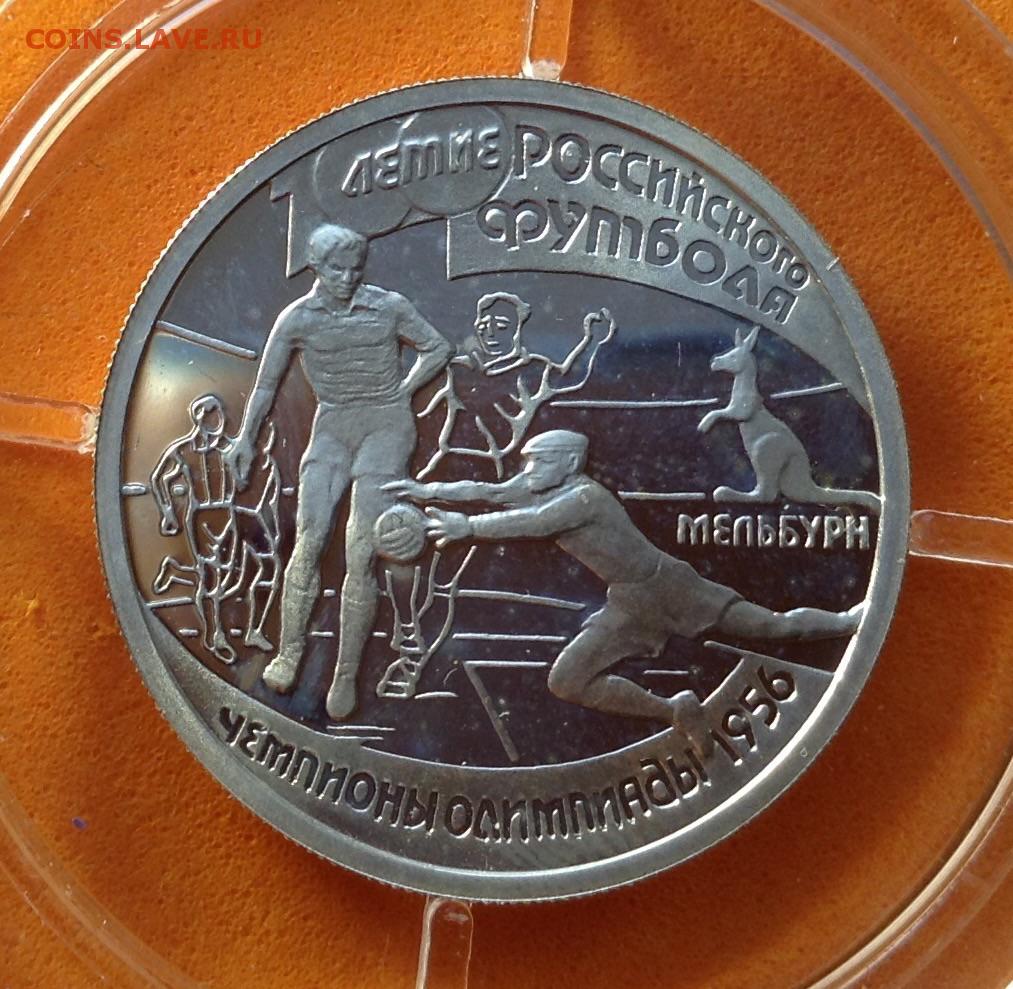 COINS.LAVE.RU
100
ЛЕТИЕ РОССИЙСКОГО
ФУТБОЛА
МЕЛЬБУРН
ЧЕМПИОНЫ ОЛИМПИАДЫ-1956